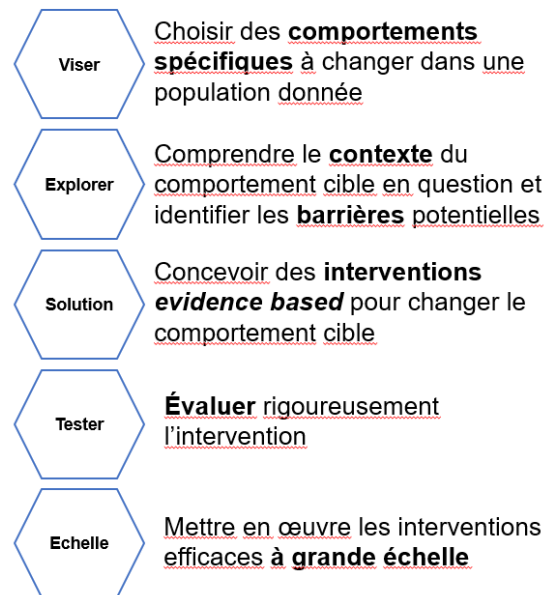 Viser
Choisir des comportements
spécifiques à changer dans une
population donnée
Explorer
Comprendre le contexte du
comportement cible en question et
identifier les barrières potentielles
Solution
Concevoir des interventions
evidence based pour changer le
comportement cible
Tester
Évaluer rigoureusement
l’intervention
Echelle
Mettre en œuvre les interventions
efficaces à grande échelle